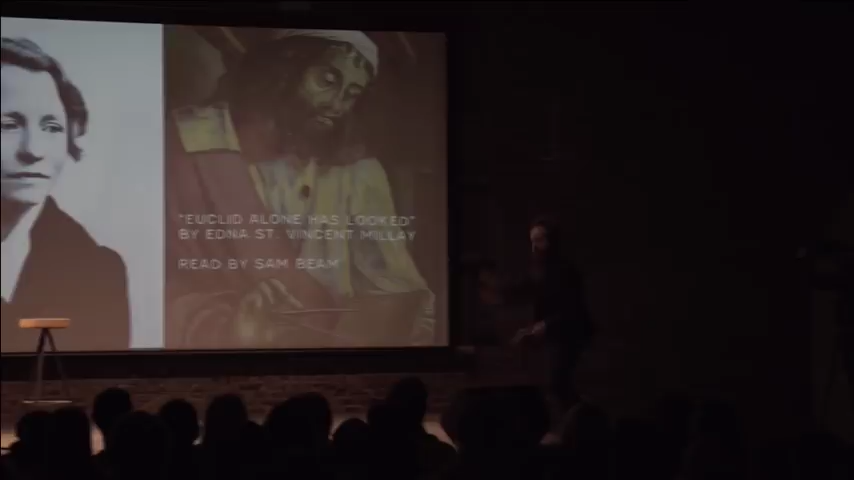 "EUCLID ALONE HAS LOOKED"
BY EDNA ST. VINCENT MILLAY
READ BY SAM BEAM